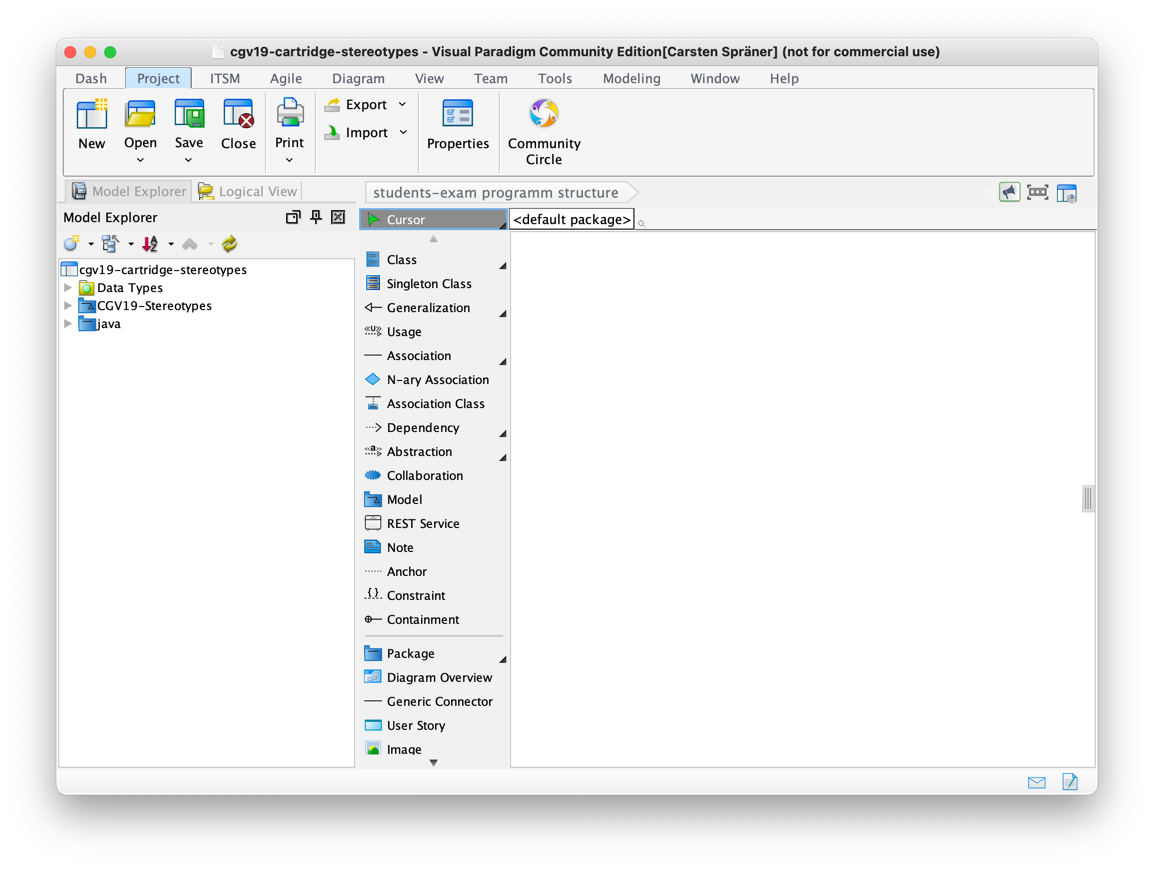 cgv19-cartridge-stereotypes - Visual Paradigm Community Edition[Carsten Spräner] (not for commercial use)
Dash Project ITSM Agile Diagram View Team Tools Modeling Window Help
Export
Import
New Open Save Close Print Properties Community Circle
Model Explorer Logical View students-exam programm structure
Model Explorer
Cursor <default package>
cgv19-cartridge-stereotypes
Data Types
CGV19-Stereotypes
java
Class
Singleton Class
Generalization
Usage
Association
N-ary Association
Association Class
Dependency
Abstraction
Collaboration
Model
REST Service
Note
Anchor
Constraint
Containment
Package
Diagram Overview
Generic Connector
User Story
Image